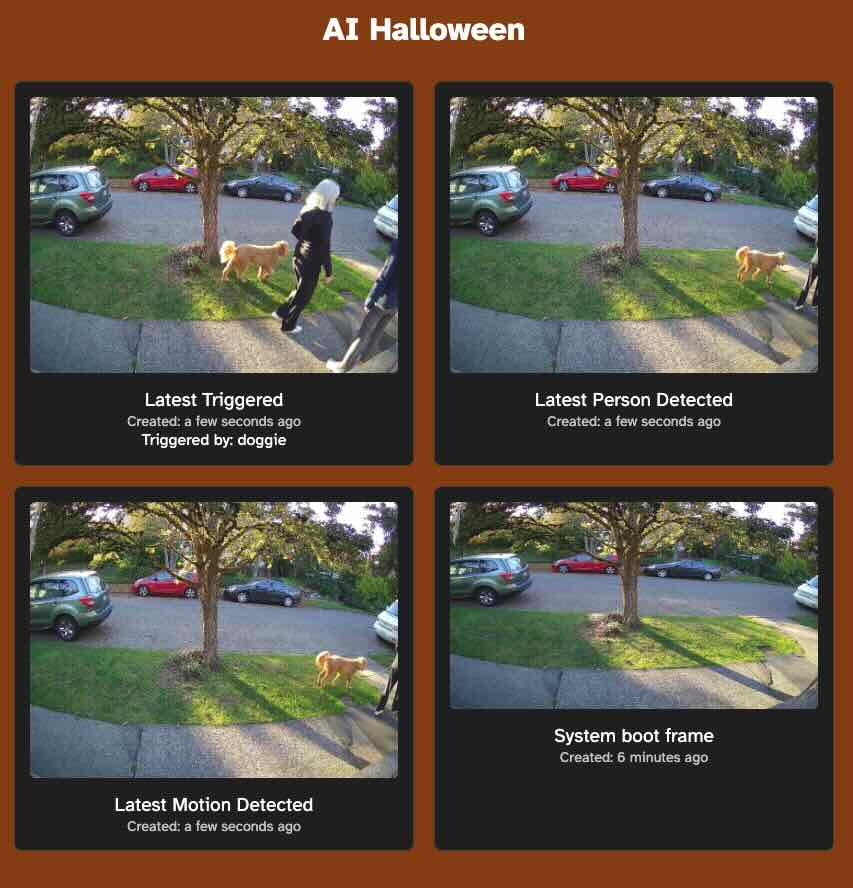 AI Halloween
Latest Triggered
Created: a few seconds ago
Triggered by: doggie
Latest Person Detected
Created: a few seconds ago
Latest Motion Detected
Created: a few seconds ago
System boot frame
Created: 6 minutes ago